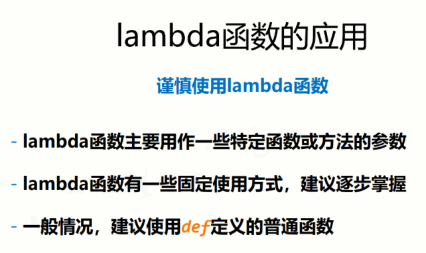 lambda函数的应用
谨慎使用lambda函数
- lambda函数主要用作一些特定函数或方法的参数
- lambda函数有一些固定使用方式，建议逐步掌握
- 一般情况，建议使用def定义的普通函数